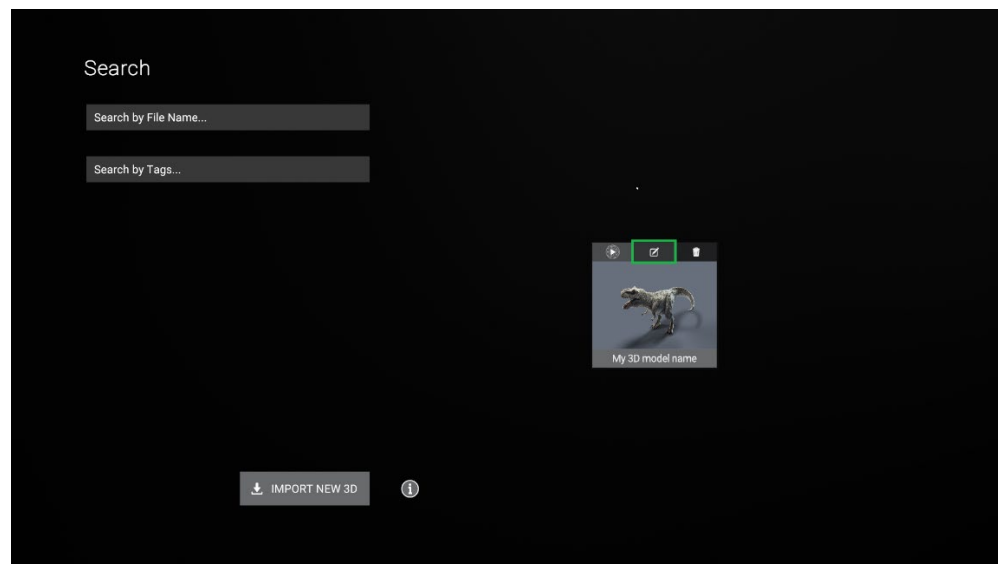 Search
Search by File Name...
Search by Tags...
My 3D model name
IMPORT NEW 3D